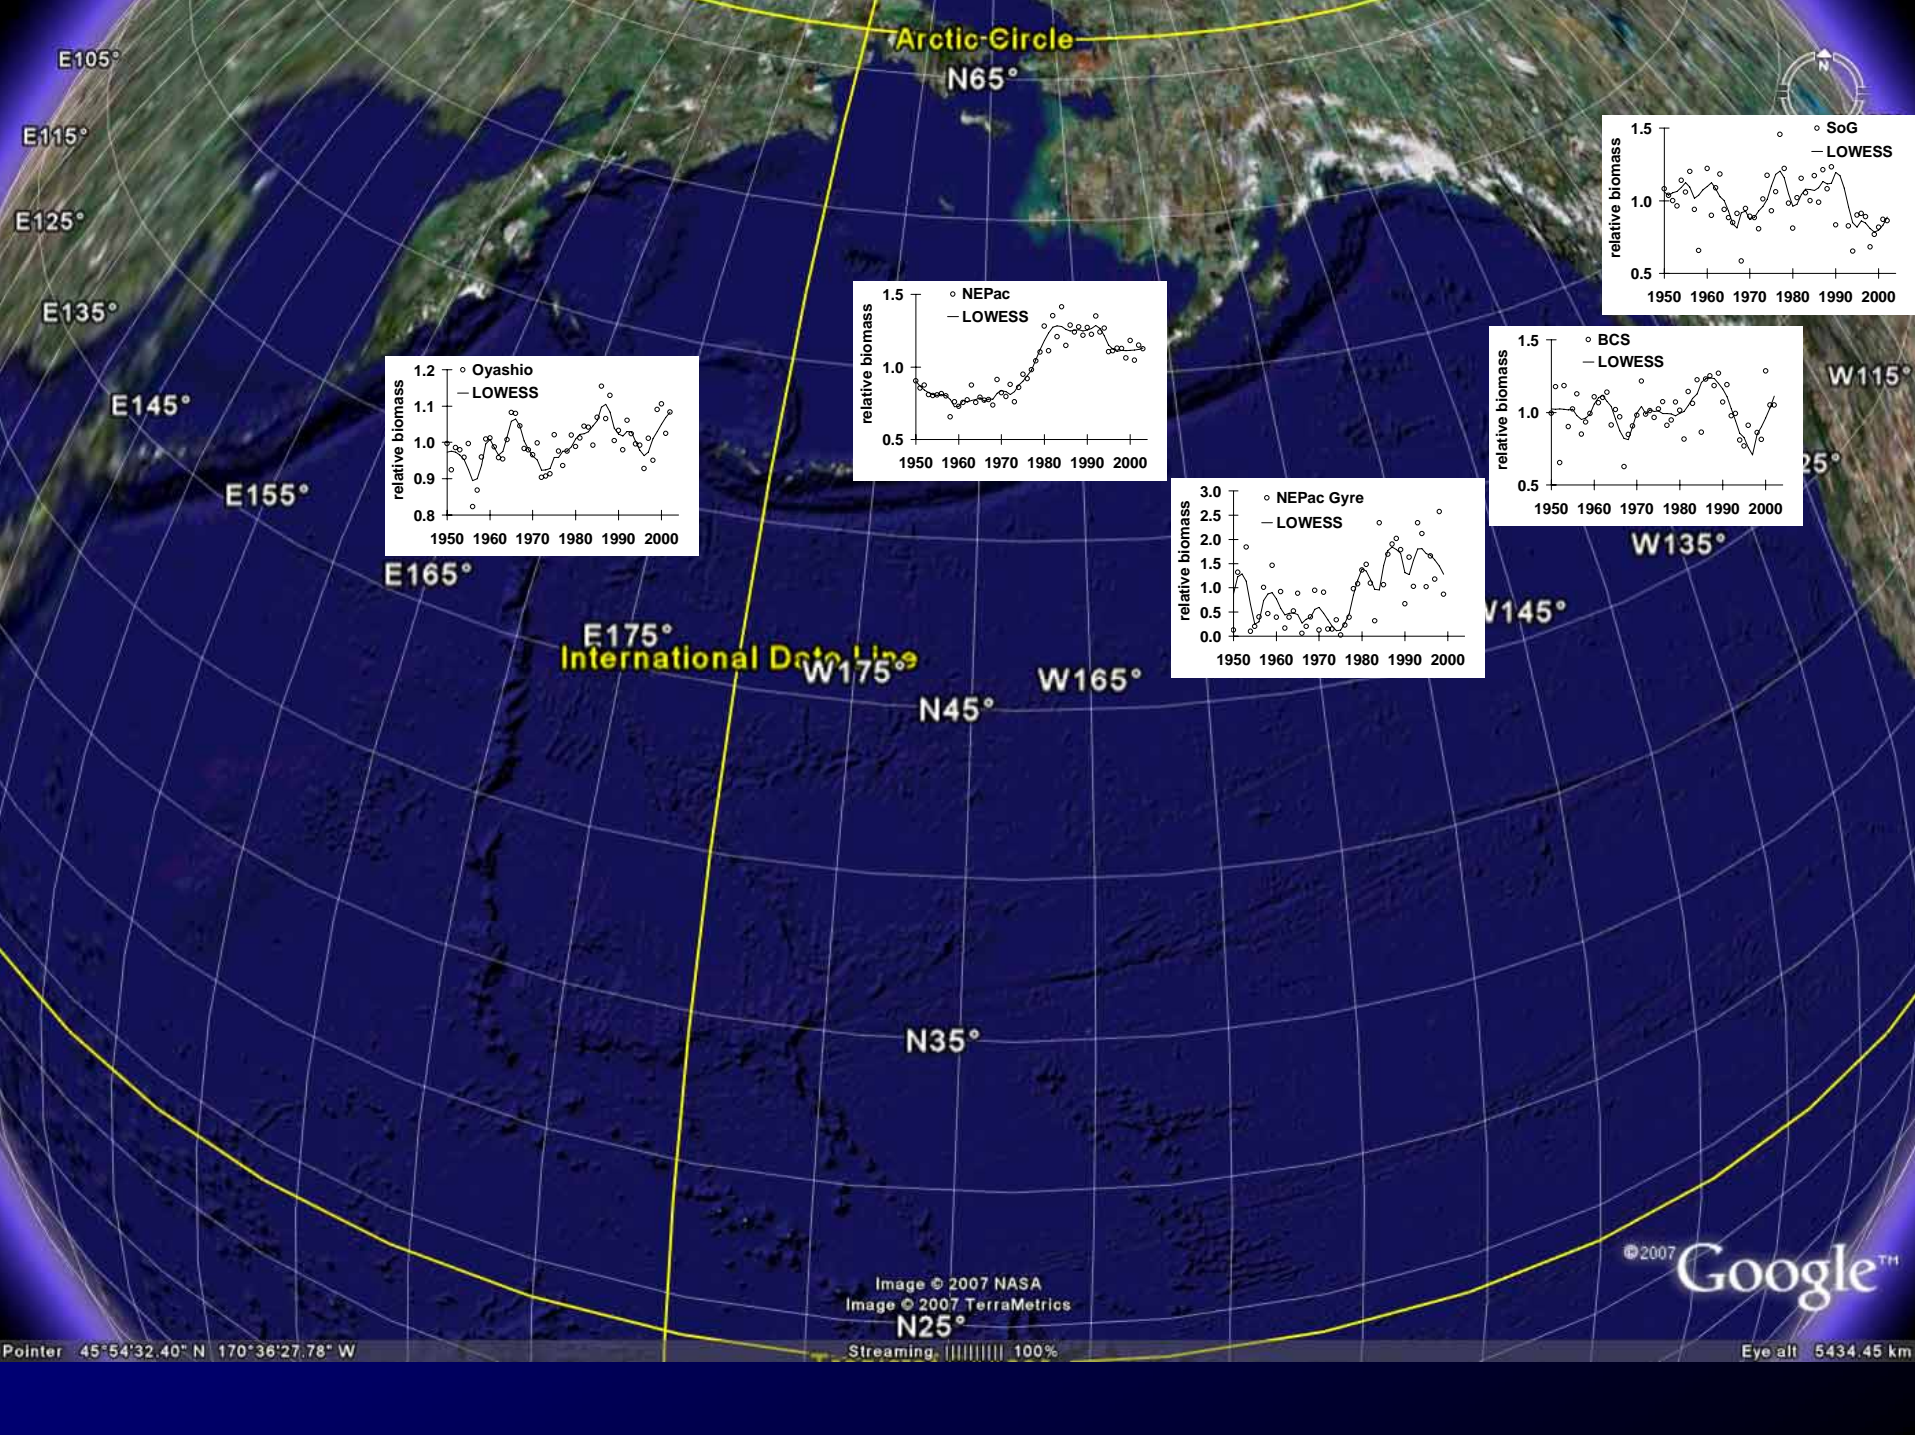 Arctic Circle
N65°
E105°
N
E115°
E125°
E135°
E145°
E155°
E165°
E175°
International Date Line
W175°
W165°
W145°
W135°
25°
W115°
N45°
N35°
N25°
1.5
1.0
0.5
relative biomass
SoG
LOWESS
1950 1960 1970 1980 1990 2000
1.5
1.0
0.5
relative biomass
NEPac
LOWESS
1950 1960 1970 1980 1990 2000
1.5
1.0
0.5
relative biomass
BCS
LOWESS
1950 1960 1970 1980 1990 2000
1.2
1.1
1.0
0.9
0.8
relative biomass
Oyashio
LOWESS
1950 1960 1970 1980 1990 2000
3.0
2.5
2.0
1.5
1.0
0.5
0.0
relative biomass
NEPac Gyre
LOWESS
1950 1960 1970 1980 1990 2000
©2007 Google™
Image © 2007 NASA
Image © 2007 TerraMetrics
Pointer 45°54'32.40" N 170°36'27.78" W
Streaming |||||||||| 100%
Eye alt 5434.45 km